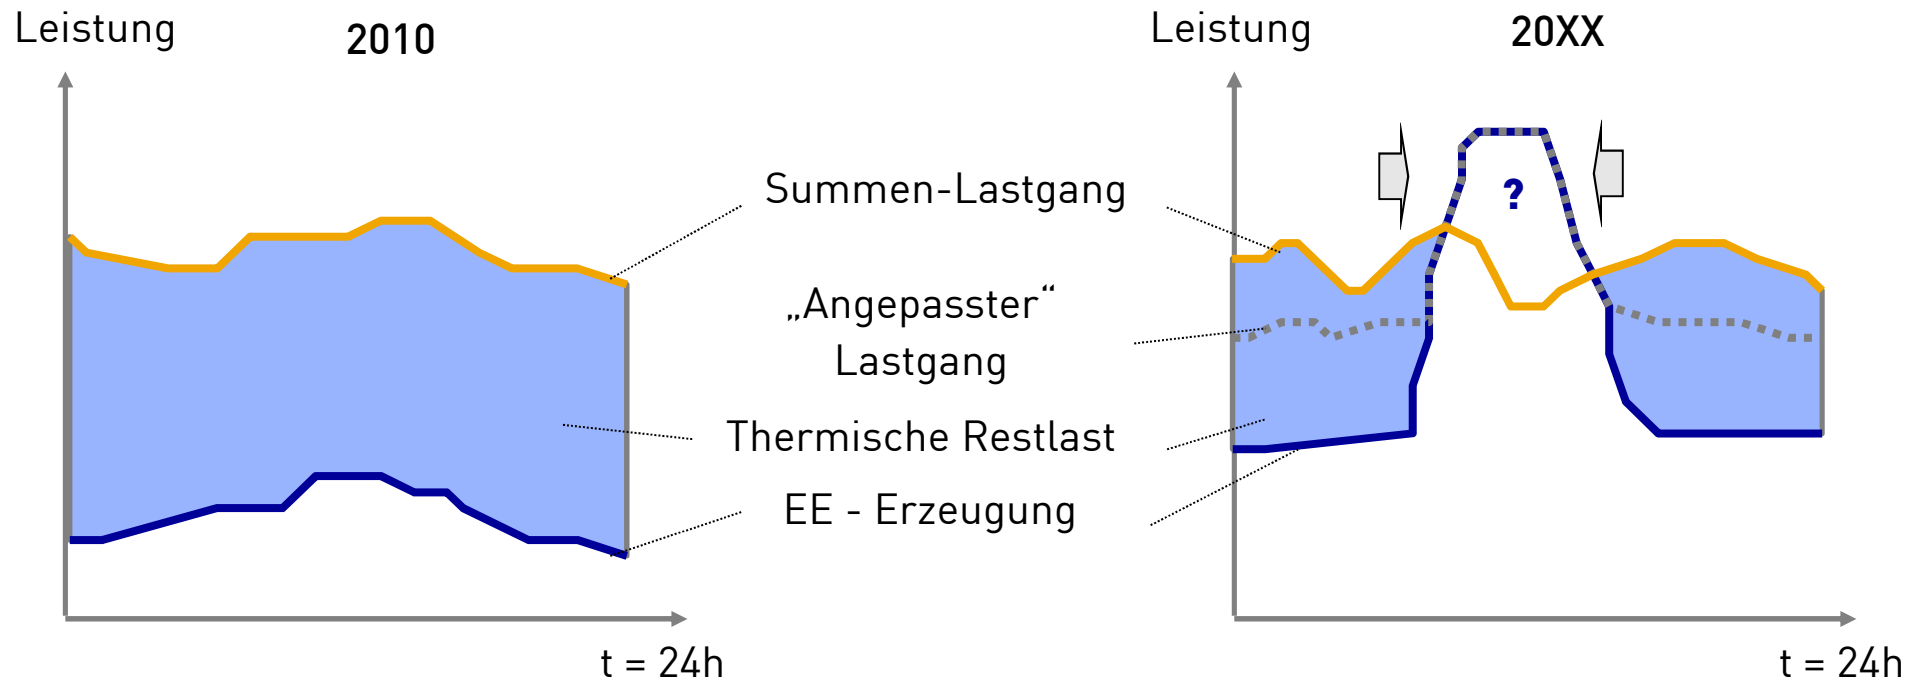 Leistung
2010
Leistung
20XX
Summen-Lastgang
?
„Angepasster“
Lastgang
Thermische Restlast
EE - Erzeugung
t = 24h
t = 24h